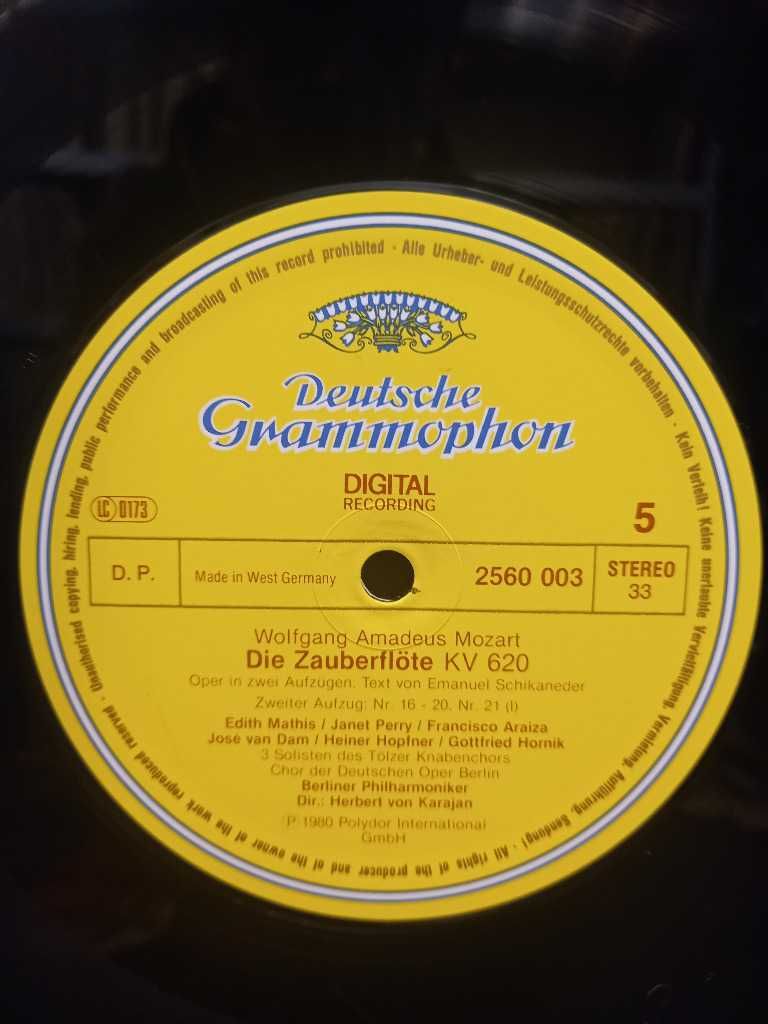 Unauthorised copying, hiring, lending, public performance and broadcasting of this record prohibited · Alle Urheber- und Leistungsschutzrechte vorbehalten · Kein Verleih! Keine unerlaubte Vervielfältigung, Vermietung, Aufführung, Sendung! · All rights of the producer and of the owner of the work reproduced reserved ·
Deutsche
Grammophon
DIGITAL
RECORDING
LC 0173
5
D. P.
Made in West Germany
2560 003
STEREO
33
Wolfgang Amadeus Mozart
Die Zauberflöte KV 620
Oper in zwei Aufzügen. Text von Emanuel Schikaneder
Zweiter Aufzug: Nr. 16 - 20, Nr. 21 (I)
Edith Mathis / Janet Perry / Francisco Araiza
José van Dam / Heiner Hopfner / Gottfried Hornik
3 Solisten des Tölzer Knabenchors
Chor der Deutschen Oper Berlin
Berliner Philharmoniker
Dir.: Herbert von Karajan
℗ 1980 Polydor International
GmbH